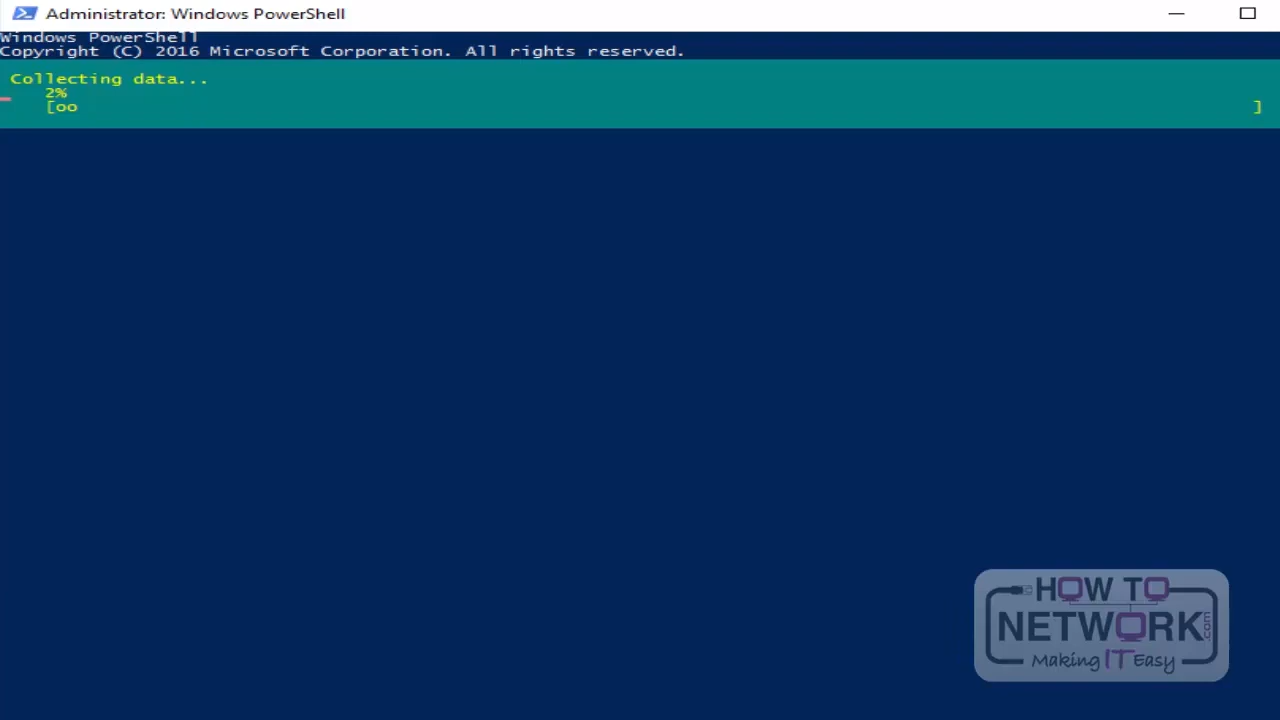 Administrator: Windows PowerShell
Windows PowerShell
Copyright (C) 2016 Microsoft Corporation. All rights reserved.
Collecting data...
2%
[oo ]
HOW TO
NETWORK.com
Making IT Easy